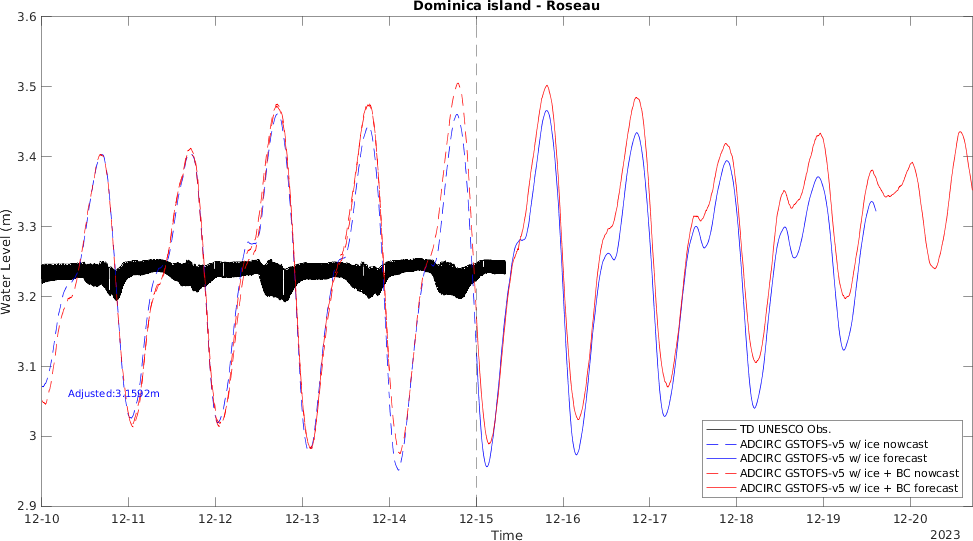 Dominica island - Roseau
3.6
3.5
3.4
3.3
3.2
3.1
3
2.9
Water Level (m)
Adjusted:3.1592m
TD UNESCO Obs.
ADCIRC GSTOFS-v5 w/ ice nowcast
ADCIRC GSTOFS-v5 w/ ice forecast
ADCIRC GSTOFS-v5 w/ ice + BC nowcast
ADCIRC GSTOFS-v5 w/ ice + BC forecast
12-10 12-11 12-12 12-13 12-14 12-15 12-16 12-17 12-18 12-19 12-20
Time
2023